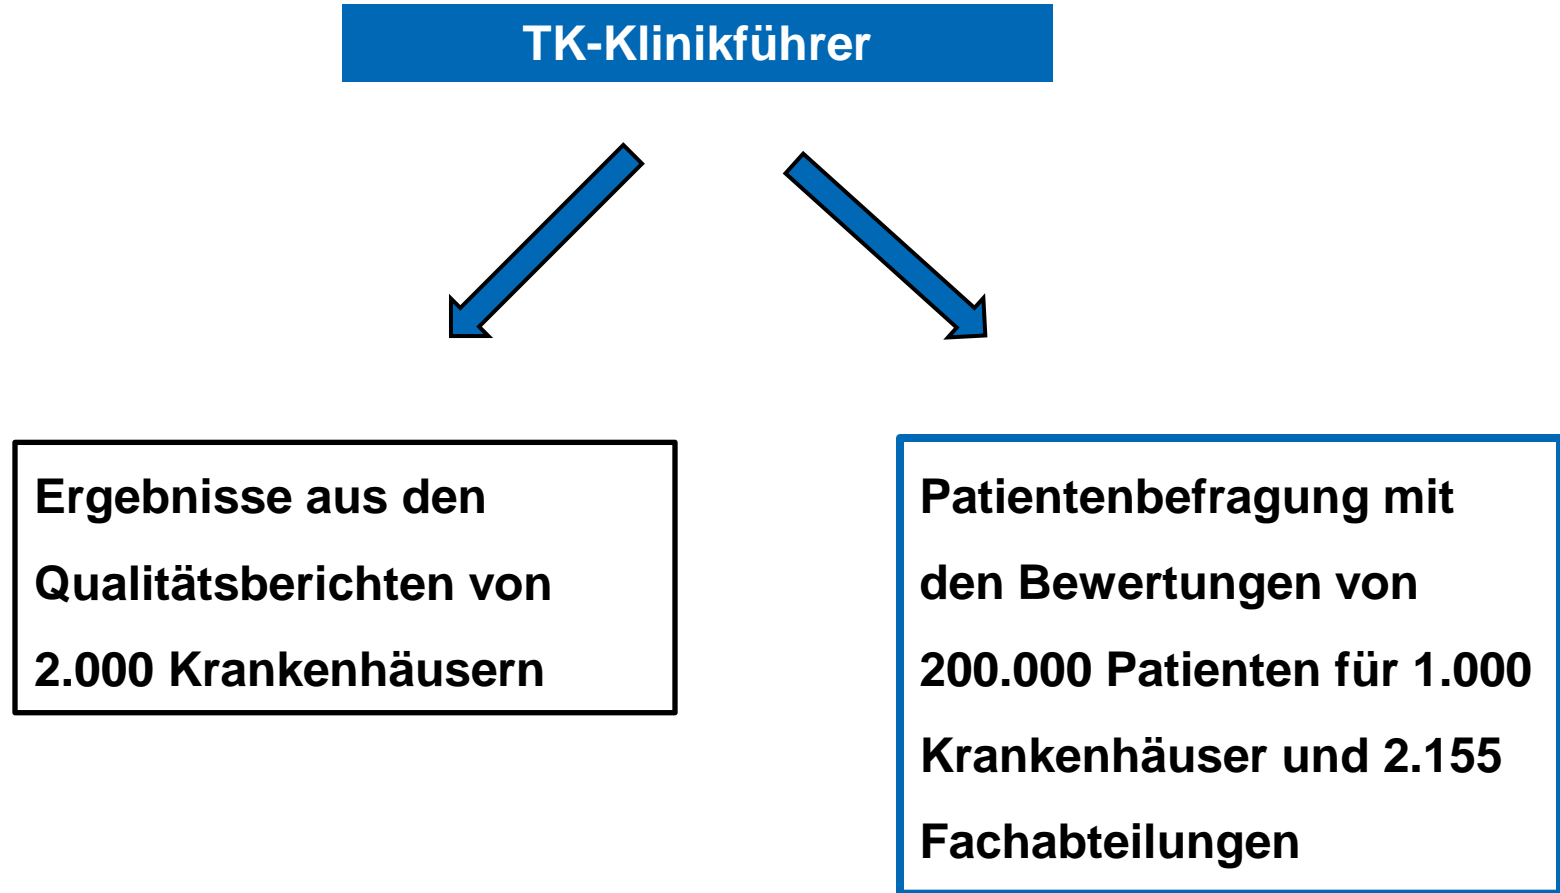 TK-Klinikführer
Ergebnisse aus den
Qualitätsberichten von
2.000 Krankenhäusern
Patientenbefragung mit
den Bewertungen von
200.000 Patienten für 1.000
Krankenhäuser und 2.155
Fachabteilungen